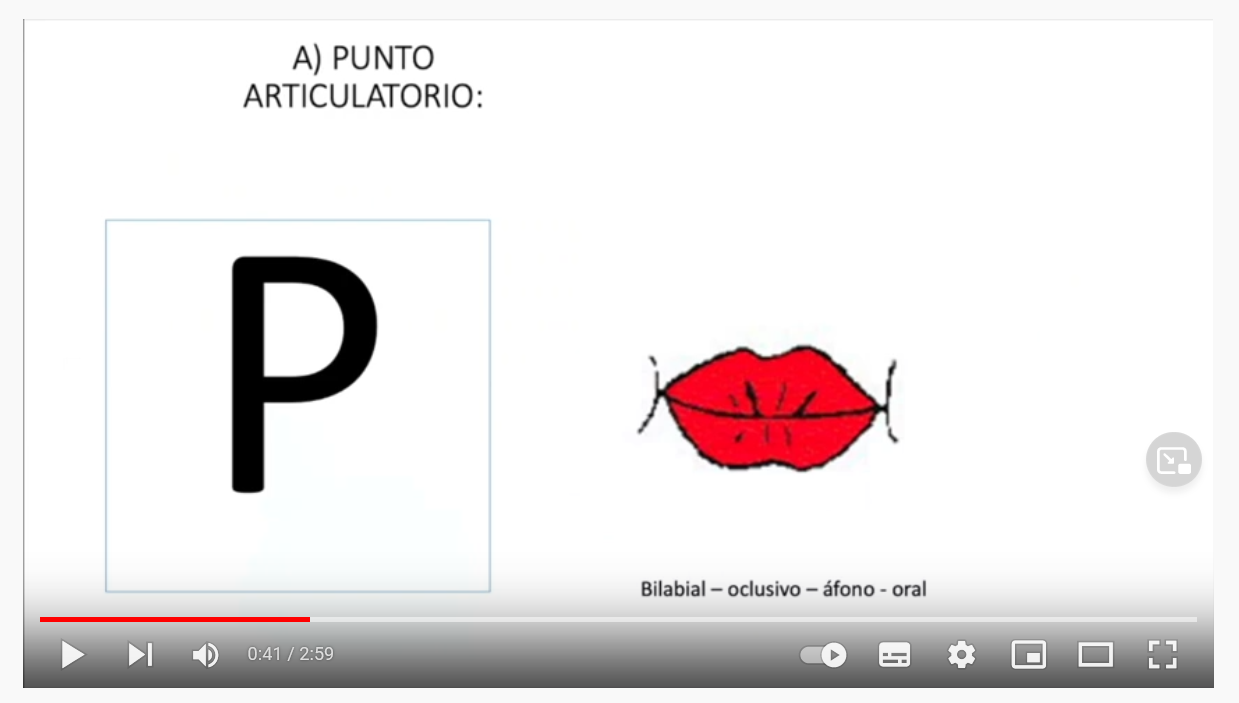 A) PUNTO
ARTICULATORIO:
P
Bilabial – oclusivo – áfono - oral
0:41 / 2:59